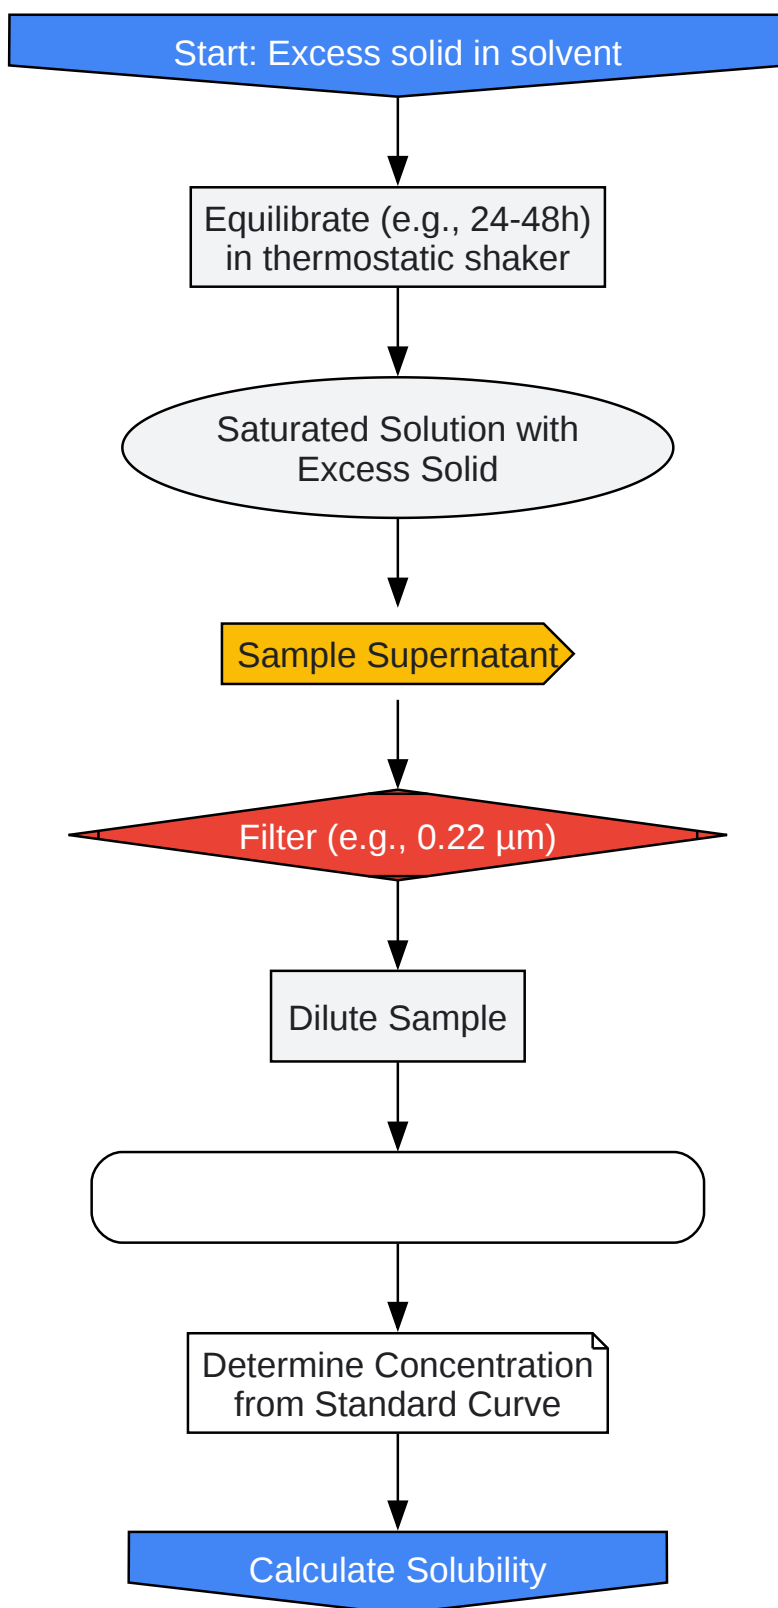 Start: Excess solid in solvent
Equilibrate (e.g., 24-48h)
in thermostatic shaker
Saturated Solution with
Excess Solid
Sample Supernatant
Filter (e.g., 0.22 µm)
Dilute Sample
Determine Concentration
from Standard Curve
Calculate Solubility